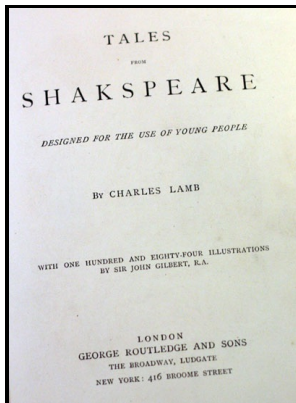 TALES
FROM
SHAKSPEARE
DESIGNED FOR THE USE OF YOUNG PEOPLE
BY CHARLES LAMB
WITH ONE HUNDRED AND EIGHTY-FOUR ILLUSTRATIONS
BY SIR JOHN GILBERT, R.A.
LONDON
GEORGE ROUTLEDGE AND SONS
THE BROADWAY, LUDGATE
NEW YORK: 416 BROOME STREET